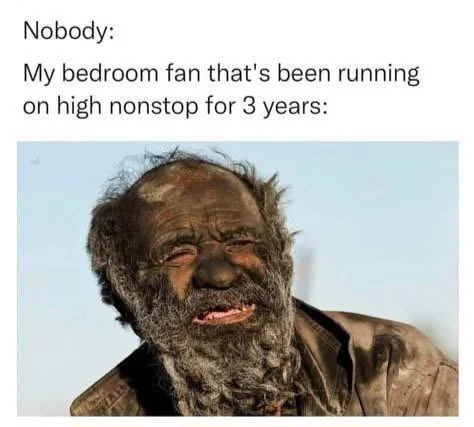 Nobody:
My bedroom fan that's been running
on high nonstop for 3 years: